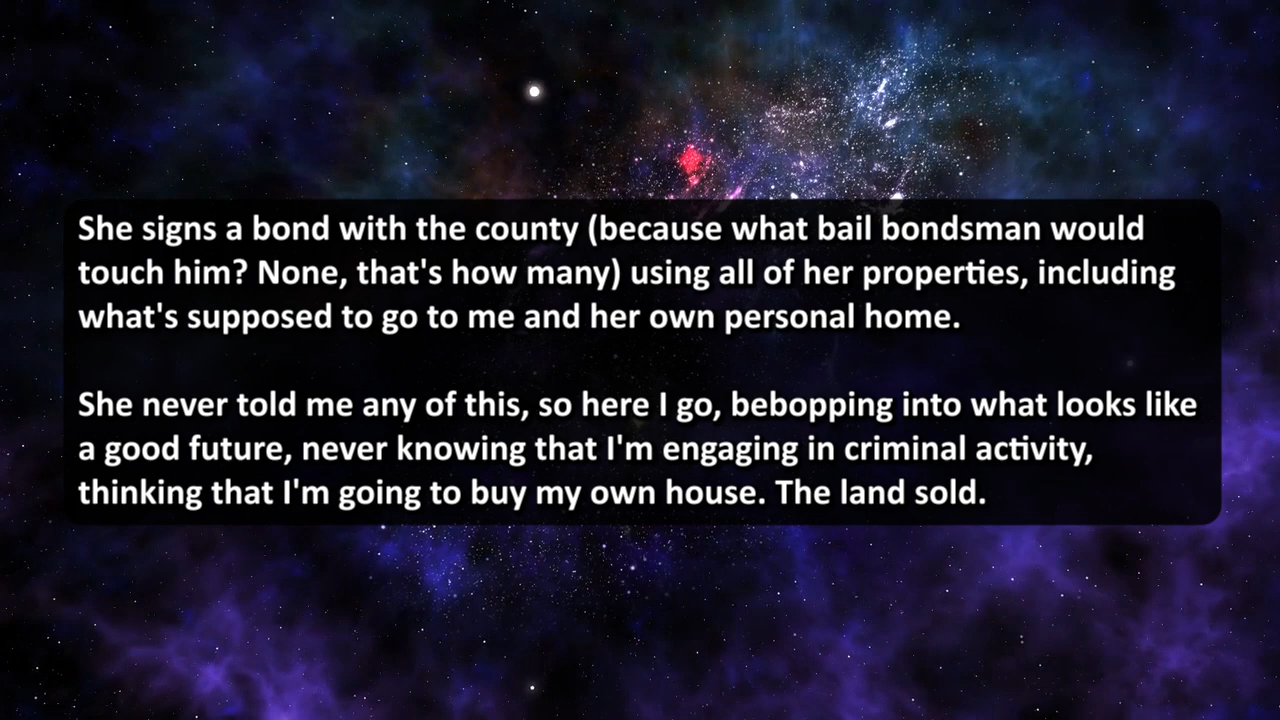 She signs a bond with the county (because what bail bondsman would
touch him? None, that's how many) using all of her properties, including
what's supposed to go to me and her own personal home.
She never told me any of this, so here I go, bebopping into what looks like
a good future, never knowing that I'm engaging in criminal activity,
thinking that I'm going to buy my own house. The land sold.